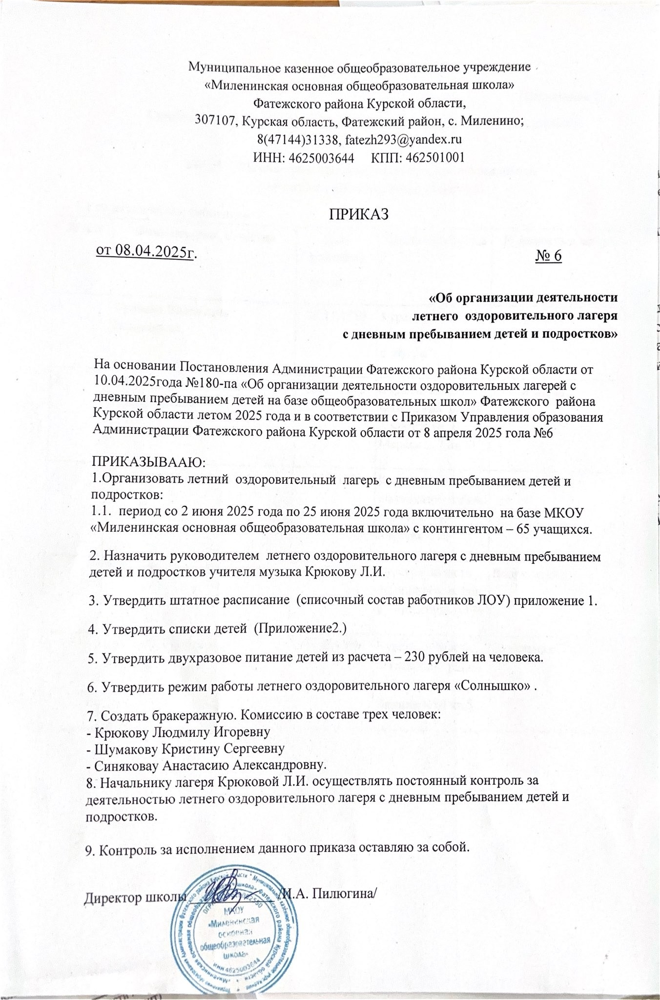 Муниципальное казенное общеобразовательное учреждение
«Миленинская основная общеобразовательная школа»
Фатежского района Курской области,
307107, Курская область, Фатежский район, с. Миленино;
8(47144)31338, fatezh293@yandex.ru
ИНН: 4625003644 КПП: 462501001
ПРИКАЗ
от 08.04.2025г.
№ 6
«Об организации деятельности
летнего оздоровительного лагеря
с дневным пребыванием детей и подростков»
На основании Постановления Администрации Фатежского района Курской области от
10.04.2025года №180-па «Об организации деятельности оздоровительных лагерей с
дневным пребыванием детей на базе общеобразовательных школ» Фатежского района
Курской области летом 2025 года и в соответствии с Приказом Управления образования
Администрации Фатежского района Курской области от 8 апреля 2025 гола №6
ПРИКАЗЫВААЮ:
1.Организовать летний оздоровительный лагерь с дневным пребыванием детей и
подростков:
1.1. период со 2 июня 2025 года по 25 июня 2025 года включительно на базе МКОУ
«Миленинская основная общеобразовательная школа» с контингентом – 65 учащихся.
2. Назначить руководителем летнего оздоровительного лагеря с дневным пребыванием
детей и подростков учителя музыка Крюкову Л.И.
3. Утвердить штатное расписание (списочный состав работников ЛОУ) приложение 1.
4. Утвердить списки детей (Приложение2.)
5. Утвердить двухразовое питание детей из расчета – 230 рублей на человека.
6. Утвердить режим работы летнего оздоровительного лагеря «Солнышко» .
7. Создать бракеражную. Комиссию в составе трех человек:
- Крюкову Людмилу Игоревну
- Шумакову Кристину Сергеевну
- Синяковау Анастасию Александровну.
8. Начальнику лагеря Крюковой Л.И. осуществлять постоянный контроль за
деятельностью летнего оздоровительного лагеря с дневным пребыванием детей и
подростков.
9. Контроль за исполнением данного приказа оставляю за собой.
Директор школы /И.А. Пилюгина/
МКОУ
«Миленинская
основная
общеобразовательная
школа»
ИНН 4625003644